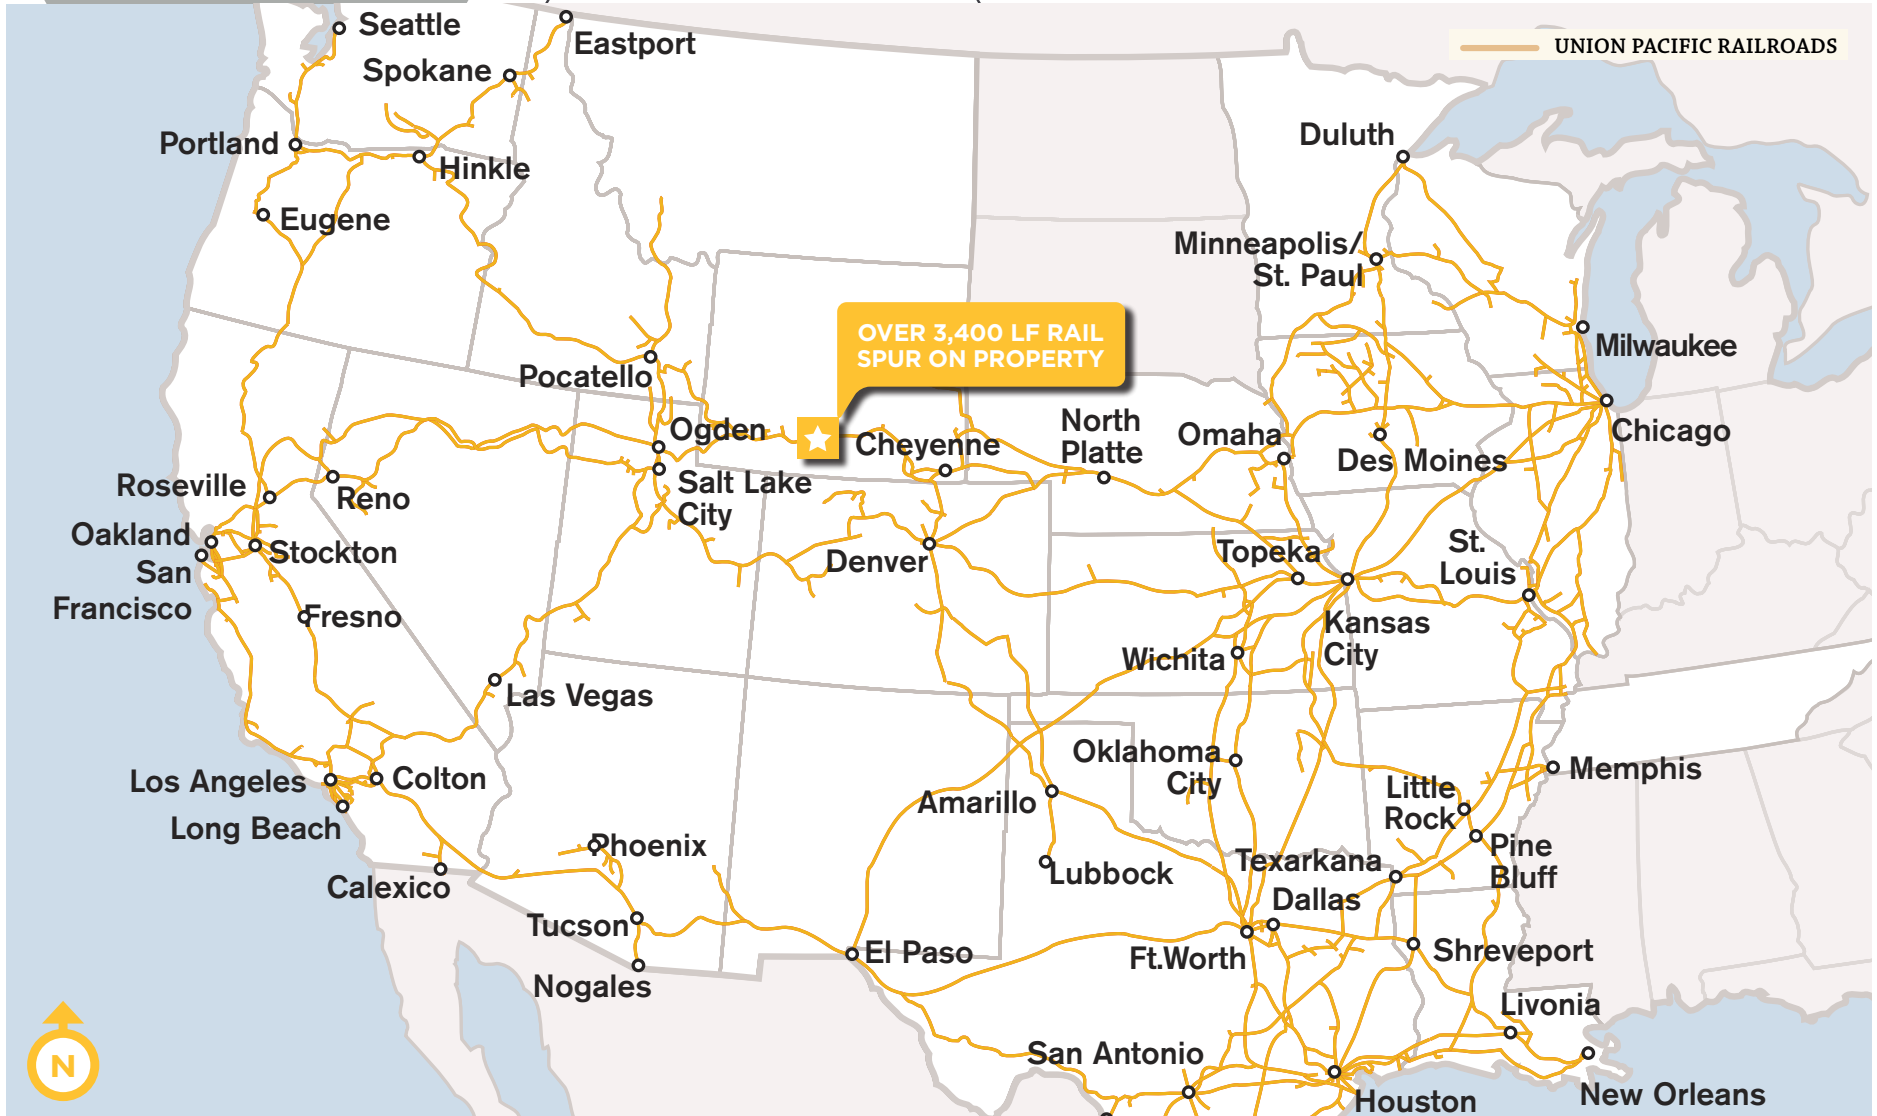 Seattle
Eastport
UNION PACIFIC RAILROADS
Spokane
Duluth
Portland
Hinkle
Eugene
Minneapolis/
St. Paul
OVER 3,400 LF RAIL
SPUR ON PROPERTY
Milwaukee
Pocatello
Ogden
Cheyenne
North
Platte
Omaha
Chicago
Des Moines
Roseville
Reno
Salt Lake
City
Oakland
San
Francisco
Stockton
Denver
Topeka
St.
Louis
Fresno
Kansas
City
Wichita
Las Vegas
Oklahoma
City
Memphis
Los Angeles
Colton
Little
Rock
Amarillo
Long Beach
Phoenix
Pine
Bluff
Texarkana
Lubbock
Calexico
Dallas
Tucson
El Paso
Ft.Worth
Shreveport
Nogales
Livonia
San Antonio
N
New Orleans
Houston